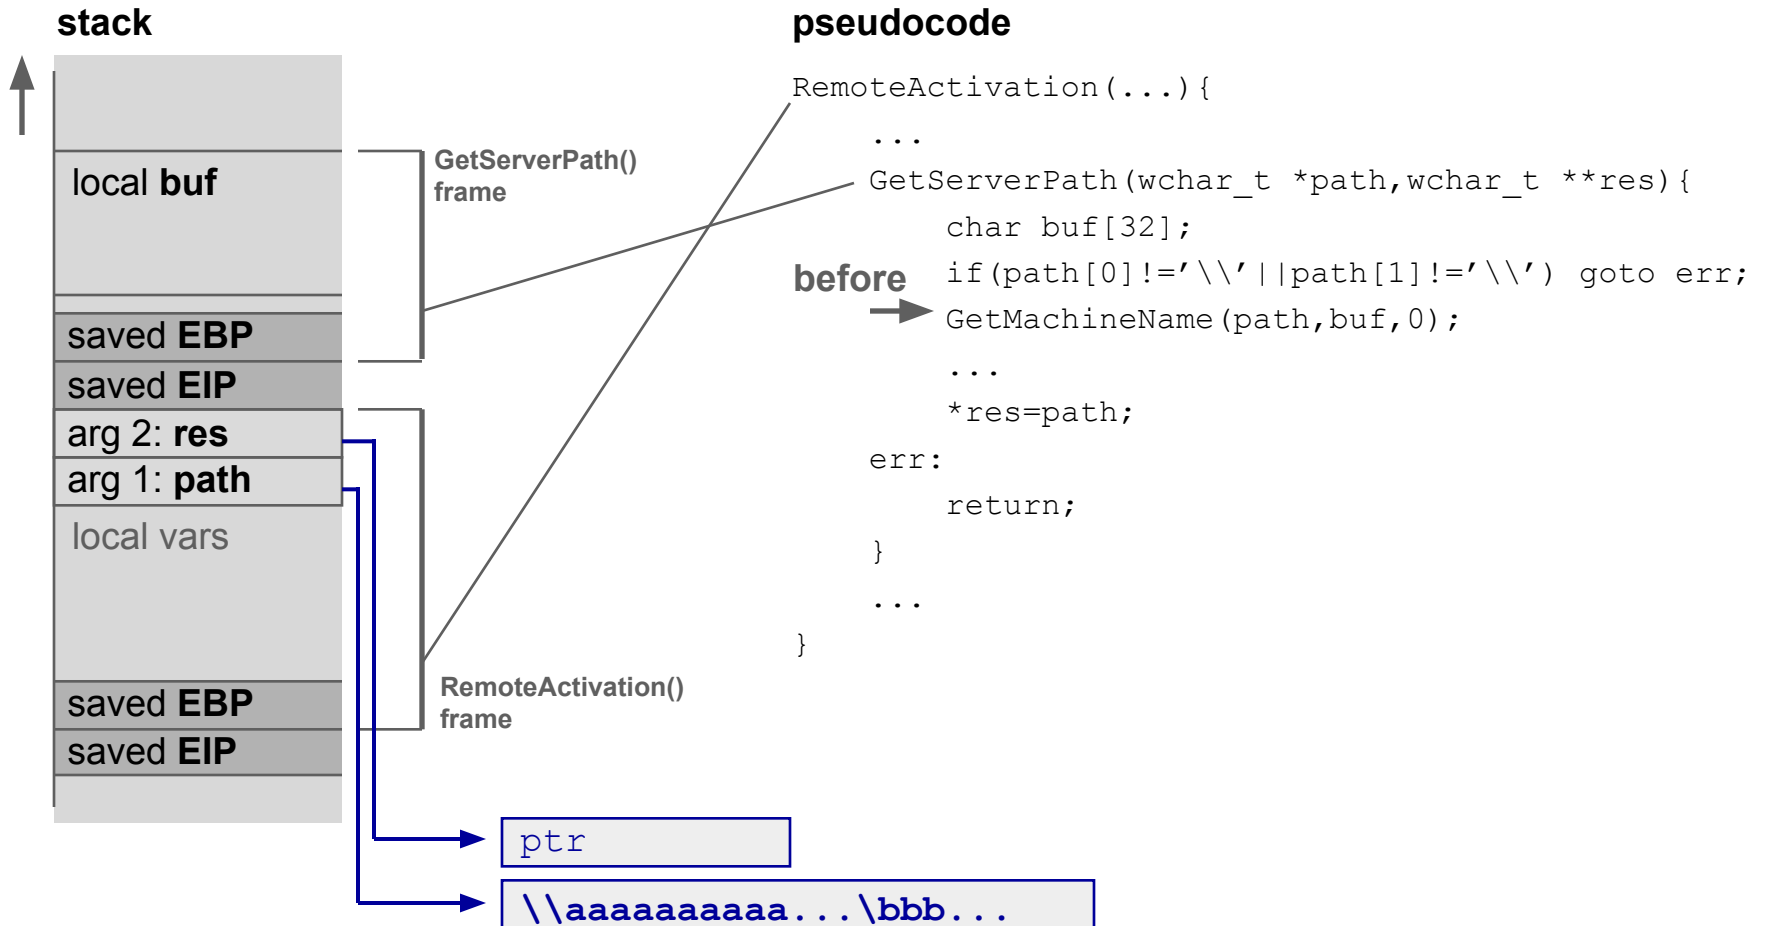 stack
local buf
saved EBP
saved EIP
arg 2: res
arg 1: path
local vars
saved EBP
saved EIP
GetServerPath()
frame
RemoteActivation()
frame
ptr
\\aaaaaaaaaa...\bbb...
pseudocode
RemoteActivation(...){
...
GetServerPath(wchar_t *path,wchar_t **res){
char buf[32];
if(path[0]!=’\\’||path[1]!=’\\’) goto err;
before
GetMachineName(path,buf,0);
...
*res=path;
err:
return;
}
...
}